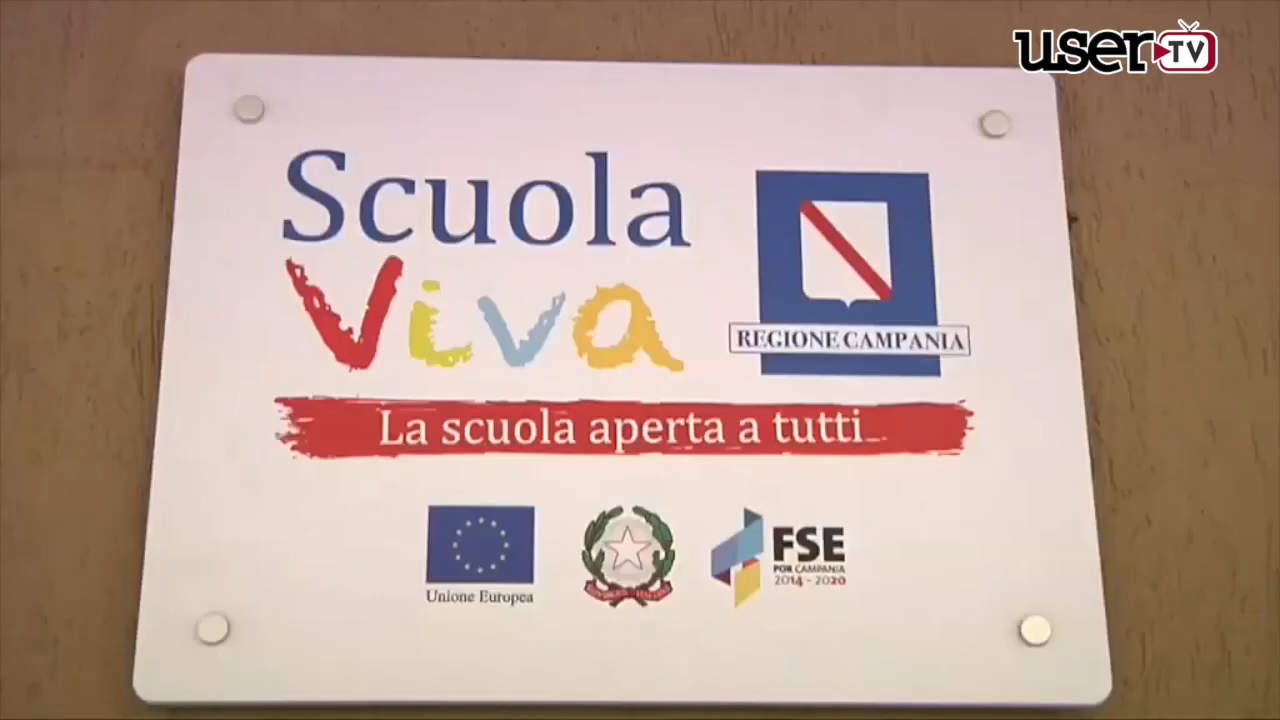 user TV
Scuola
Viva
REGIONE CAMPANIA
La scuola aperta a tutti
Unione Europea
FSE
POR CAMPANIA
2014 - 2020